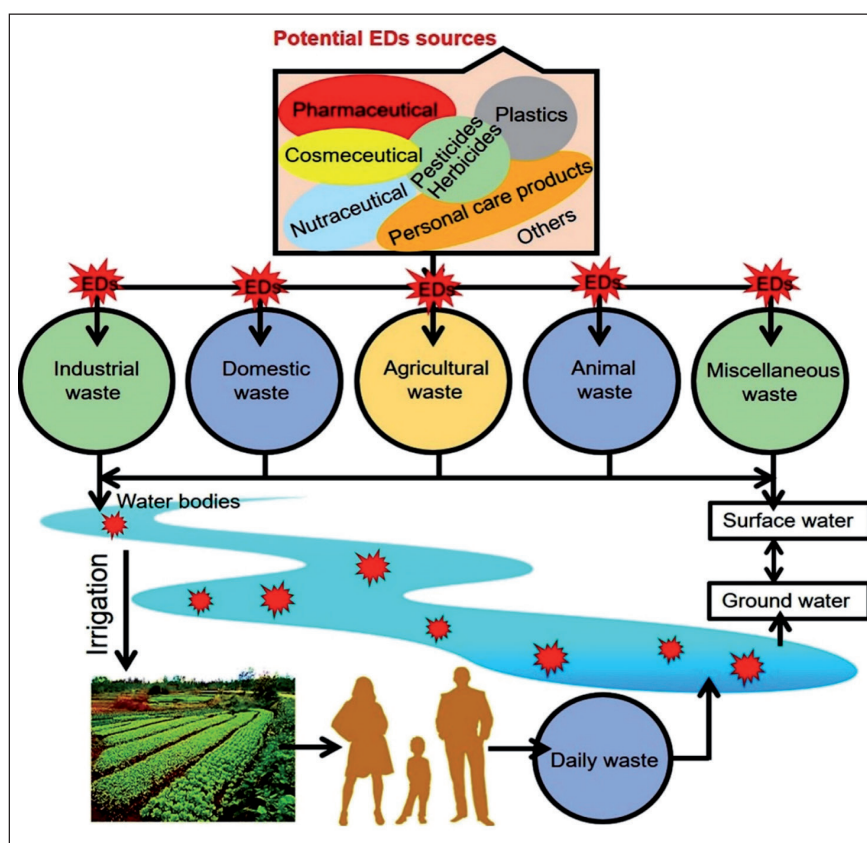 Potential EDs sources
Pharmaceutical
Plastics
Cosmeceutical
Pesticides
Herbicides
Nutraceutical
Personal care products
Others
EDs
EDs
EDs
EDs
EDs
Industrial
waste
Domestic
waste
Agricultural
waste
Animal
waste
Miscellaneous
waste
Water bodies
Surface water
Ground water
Irrigation
Daily waste